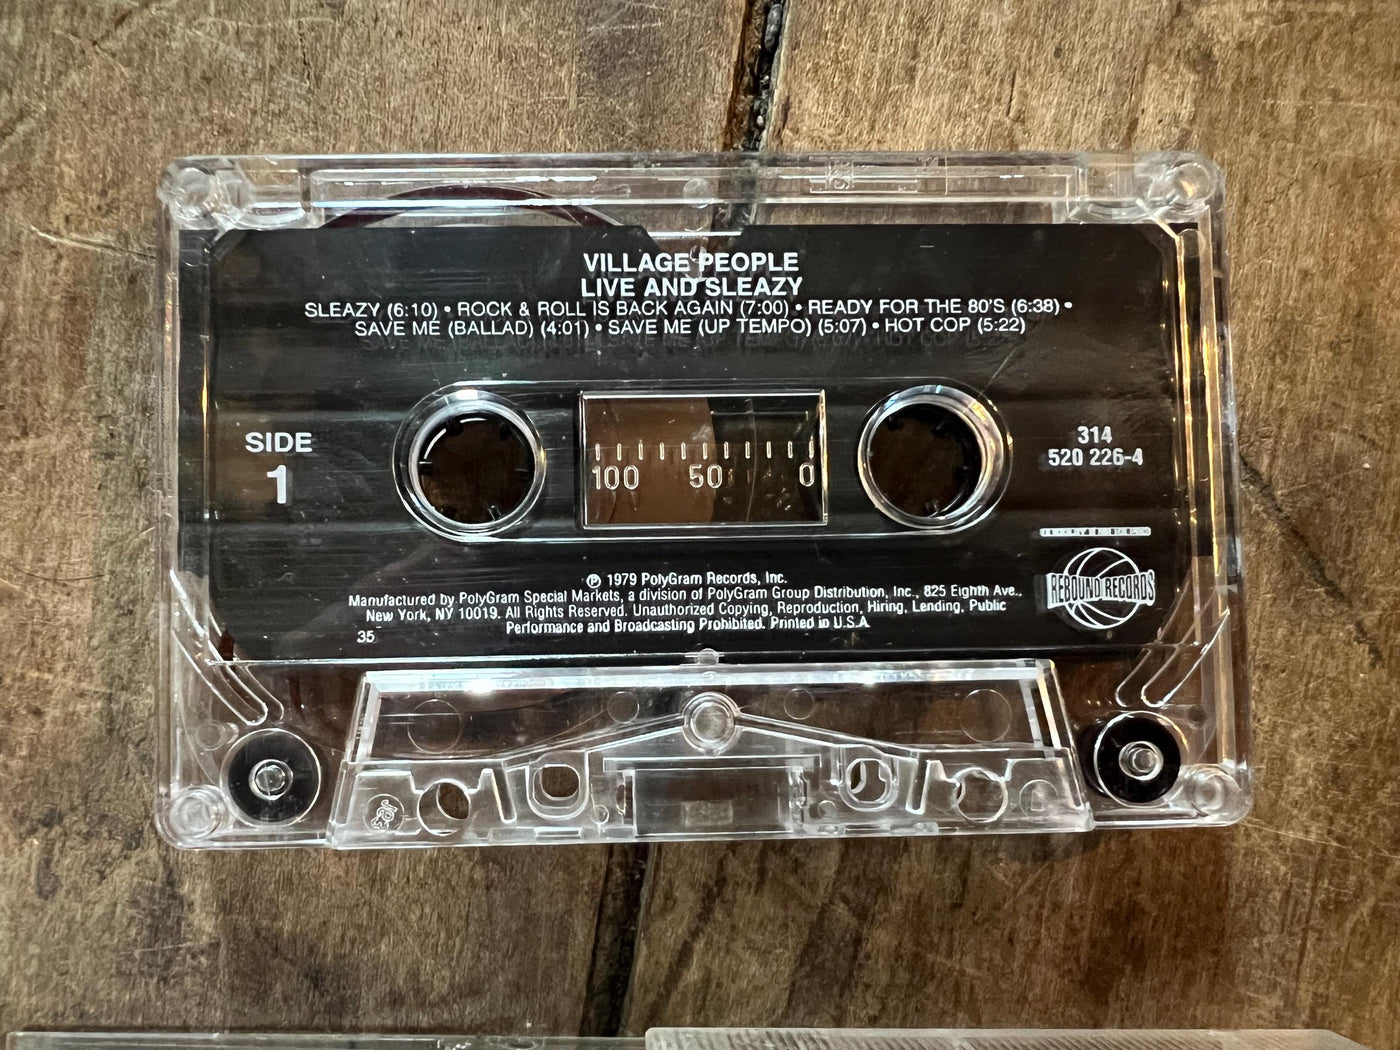 VILLAGE PEOPLE
LIVE AND SLEAZY
SLEAZY (6:10) • ROCK & ROLL IS BACK AGAIN (7:00) • READY FOR THE 80'S (6:38) •
SAVE ME (BALLAD) (4:01) • SAVE ME (UP TEMPO) (5:07) • HOT COP (5:22)
SIDE
1
100 50 0
314
520 226-4
REBOUND RECORDS
℗ 1979 PolyGram Records, Inc.
Manufactured by PolyGram Special Markets, a division of PolyGram Group Distribution, Inc., 825 Eighth Ave.,
New York, NY 10019. All Rights Reserved. Unauthorized Copying, Reproduction, Hiring, Lending, Public
Performance and Broadcasting Prohibited. Printed in U.S.A.
35